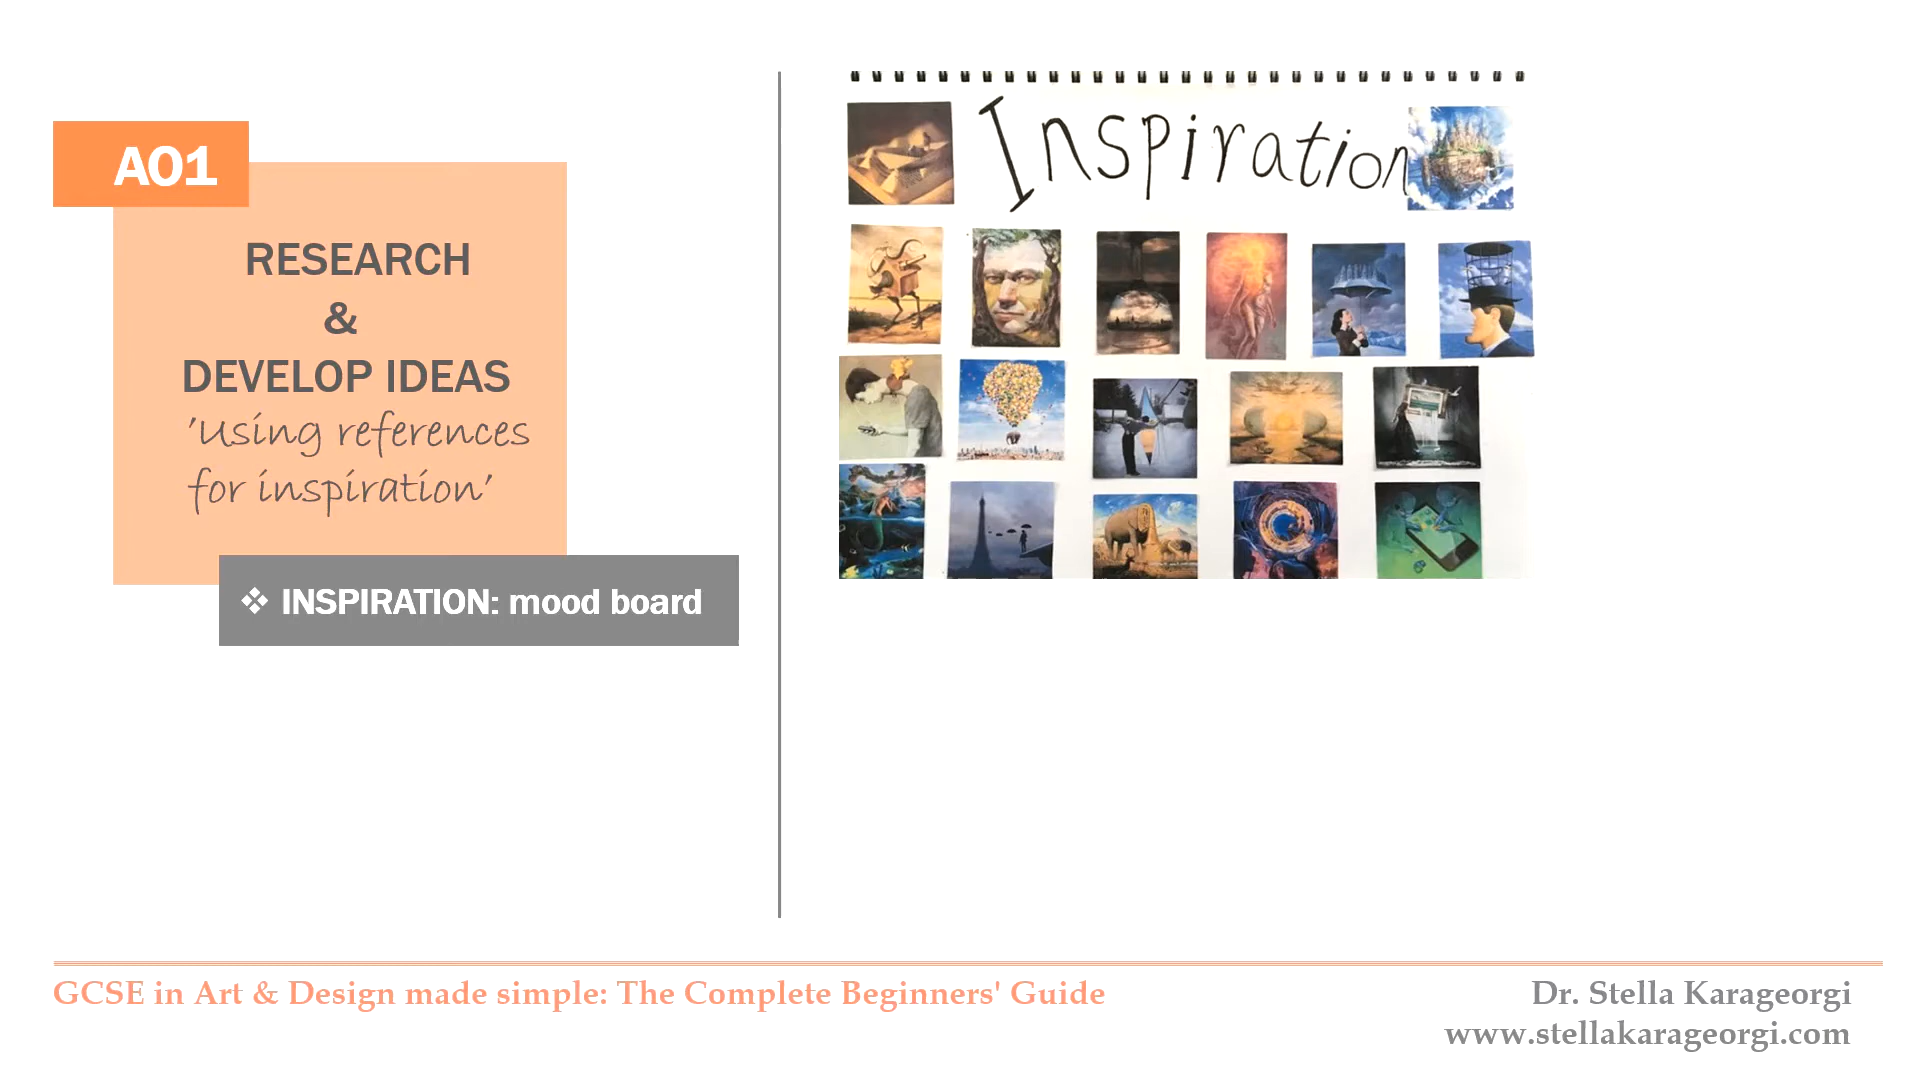 AO1
RESEARCH
&
DEVELOP IDEAS
'Using references
for inspiration'
❖ INSPIRATION: mood board
Inspiration
GCSE in Art & Design made simple: The Complete Beginners' Guide
Dr. Stella Karageorgi
www.stellakarageorgi.com